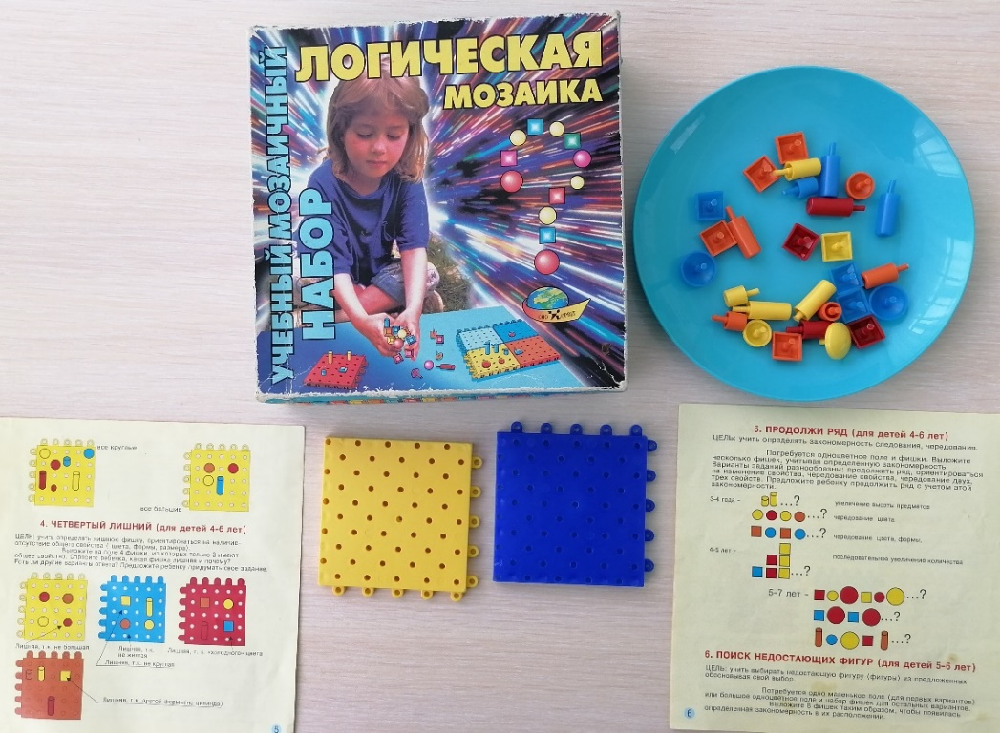 УЧЕБНЫЙ МОЗАИЧНЫЙ
НАБОР
ЛОГИЧЕСКАЯ
МОЗАИКА
все круглые
все большие
4. ЧЕТВЕРТЫЙ ЛИШНИЙ (для детей 4-6 лет)
ЦЕЛЬ: учить определять лишнюю фишку, ориентироваться на наличие-
отсутствие общего свойства (цвета, формы, размера).
Выложите на поле 4 фишки, из которых только 3 имеют
общее свойство. Спросите ребенка, какая фишка лишняя и почему?
Есть ли другие варианты ответа? Предложите ребенку придумать свое задание.
Лишняя, т.к. не большая.
Лишняя, т.к.
не желтая
Лишняя, т. к. «холодного» цвета
Лишняя, т.к. не круглая
Лишняя, т.к. другой формы(не цилиндр)
5
5. ПРОДОЛЖИ РЯД (для детей 4-6 лет)
ЦЕЛЬ: учить определять закономерность следования, чередования.
Потребуется одноцветное поле и фишки. Выложите
несколько фишек, учитывая определенную закономерность.
Варианты заданий разнообразны: продолжить ряд, ориентироваться
на изменение свойства, чередование свойства, чередование двух,
трех свойств. Предложите ребенку продолжить ряд с учетом этой
закономерности.
3-4 года – ...? увеличение высоты предметов
...? чередование цвета,
...? чередование цвета, формы,
4-5 лет – последовательное увеличение количества
...?
5-7 лет – ...?
...?
...?
6. ПОИСК НЕДОСТАЮЩИХ ФИГУР (для детей 5-6 лет)
ЦЕЛЬ: учить выбирать недостающую фигуру (фигуры) из предложенных,
обосновывая свой выбор.
Потребуется одно маленькое поле (для первых вариантов)
или большое одноцветное поле и набор фишек для остальных вариантов.
Выложите 8 фишек таким образом, чтобы появилась
определенная закономерность в их расположении.
6